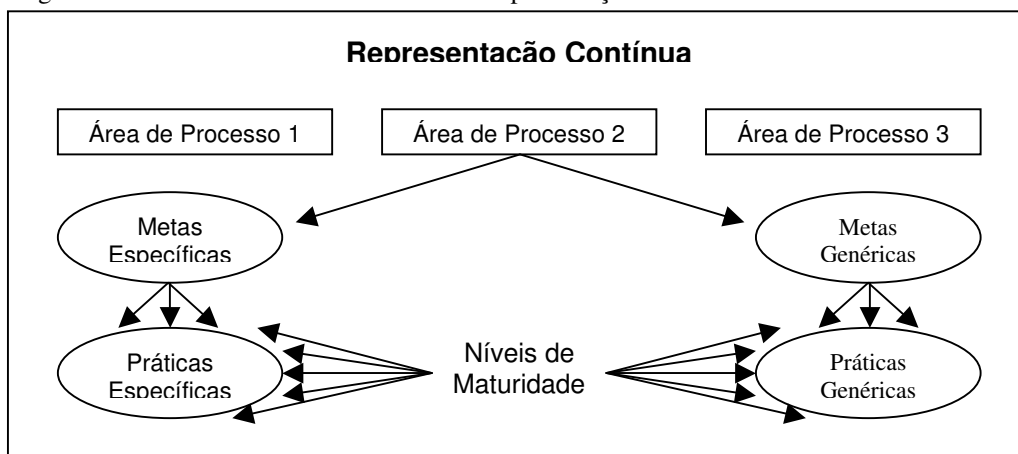 Representação Contínua
Área de Processo 1
Área de Processo 2
Área de Processo 3
Metas
Específicas
Metas
Genéricas
Práticas
Específicas
Níveis de
Maturidade
Práticas
Genéricas